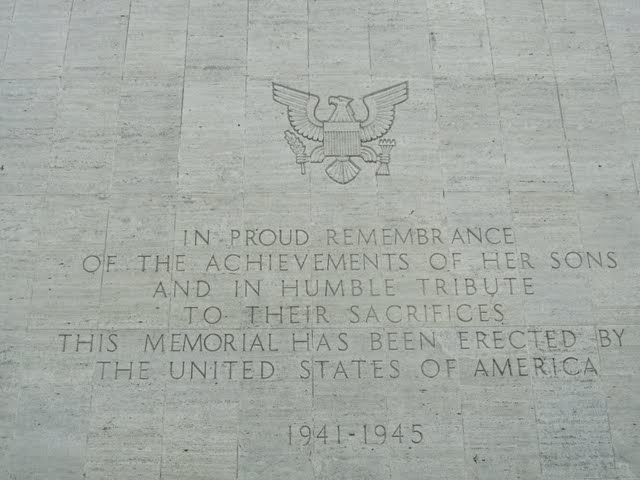 IN PROUD REMEMBRANCE
OF THE ACHIEVEMENTS OF HER SONS
AND IN HUMBLE TRIBUTE
TO THEIR SACRIFICES
THIS MEMORIAL HAS BEEN ERECTED BY
THE UNITED STATES OF AMERICA
1941-1945